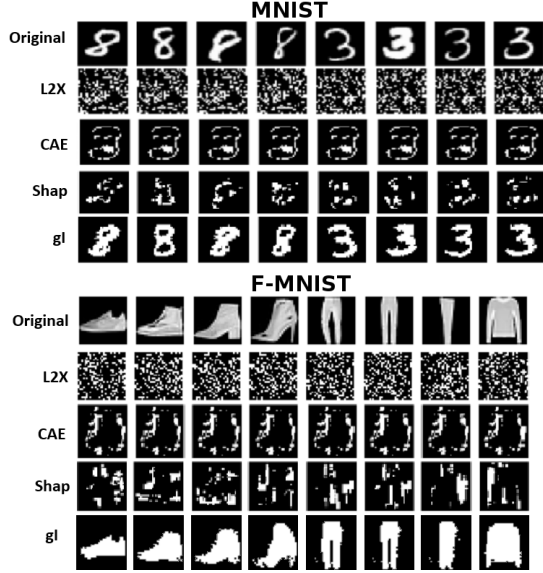 MNIST
Original
L2X
CAE
Shap
gl
F-MNIST
Original
L2X
CAE
Shap
gl